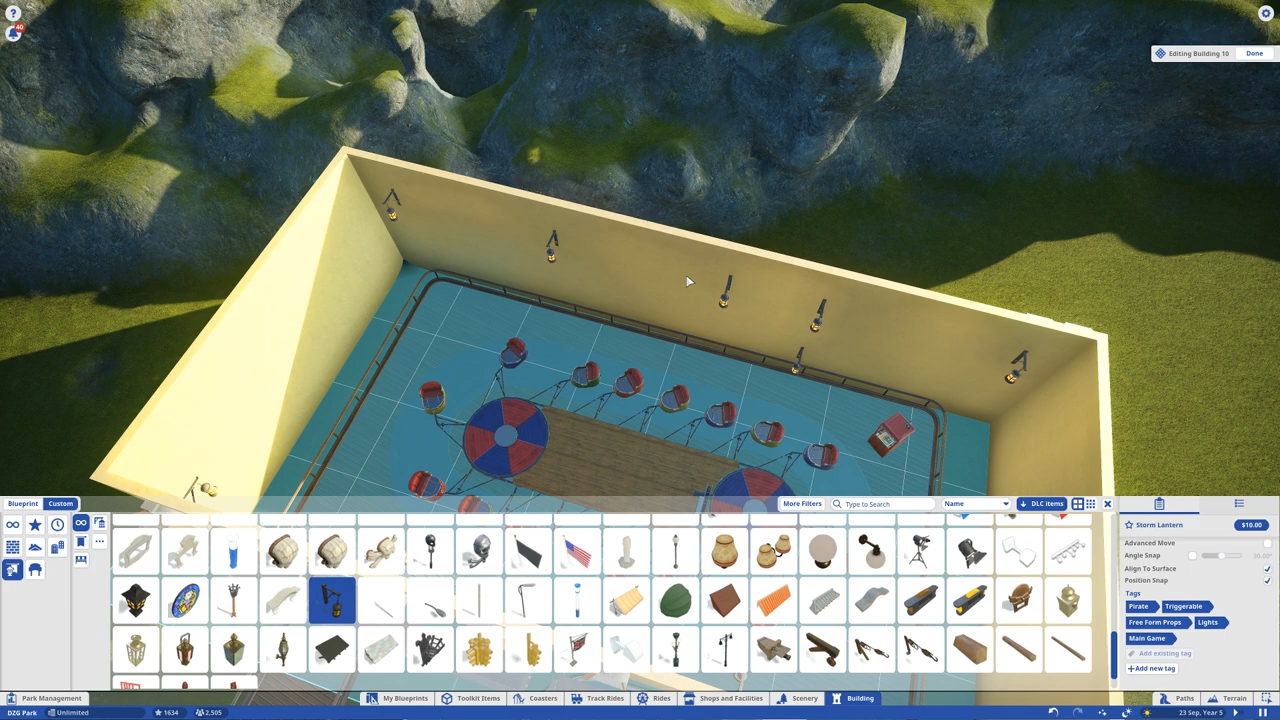 ?
40
Editing Building 10 Done
Blueprint Custom
More Filters Type to Search Name DLC items
Storm Lantern $10.00
Advanced Move
Angle Snap
Align To Surface
Position Snap
Tags
Pirate Triggerable
Free Form Props Lights
Main Game
Add existing tag
+Add new tag
Park Management My Blueprints Toolkit Items Coasters Track Rides Rides Shops and Facilities Scenery Building Paths Terrain
DZG Park Unlimited 1634 2,505 23 Sep, Year 5